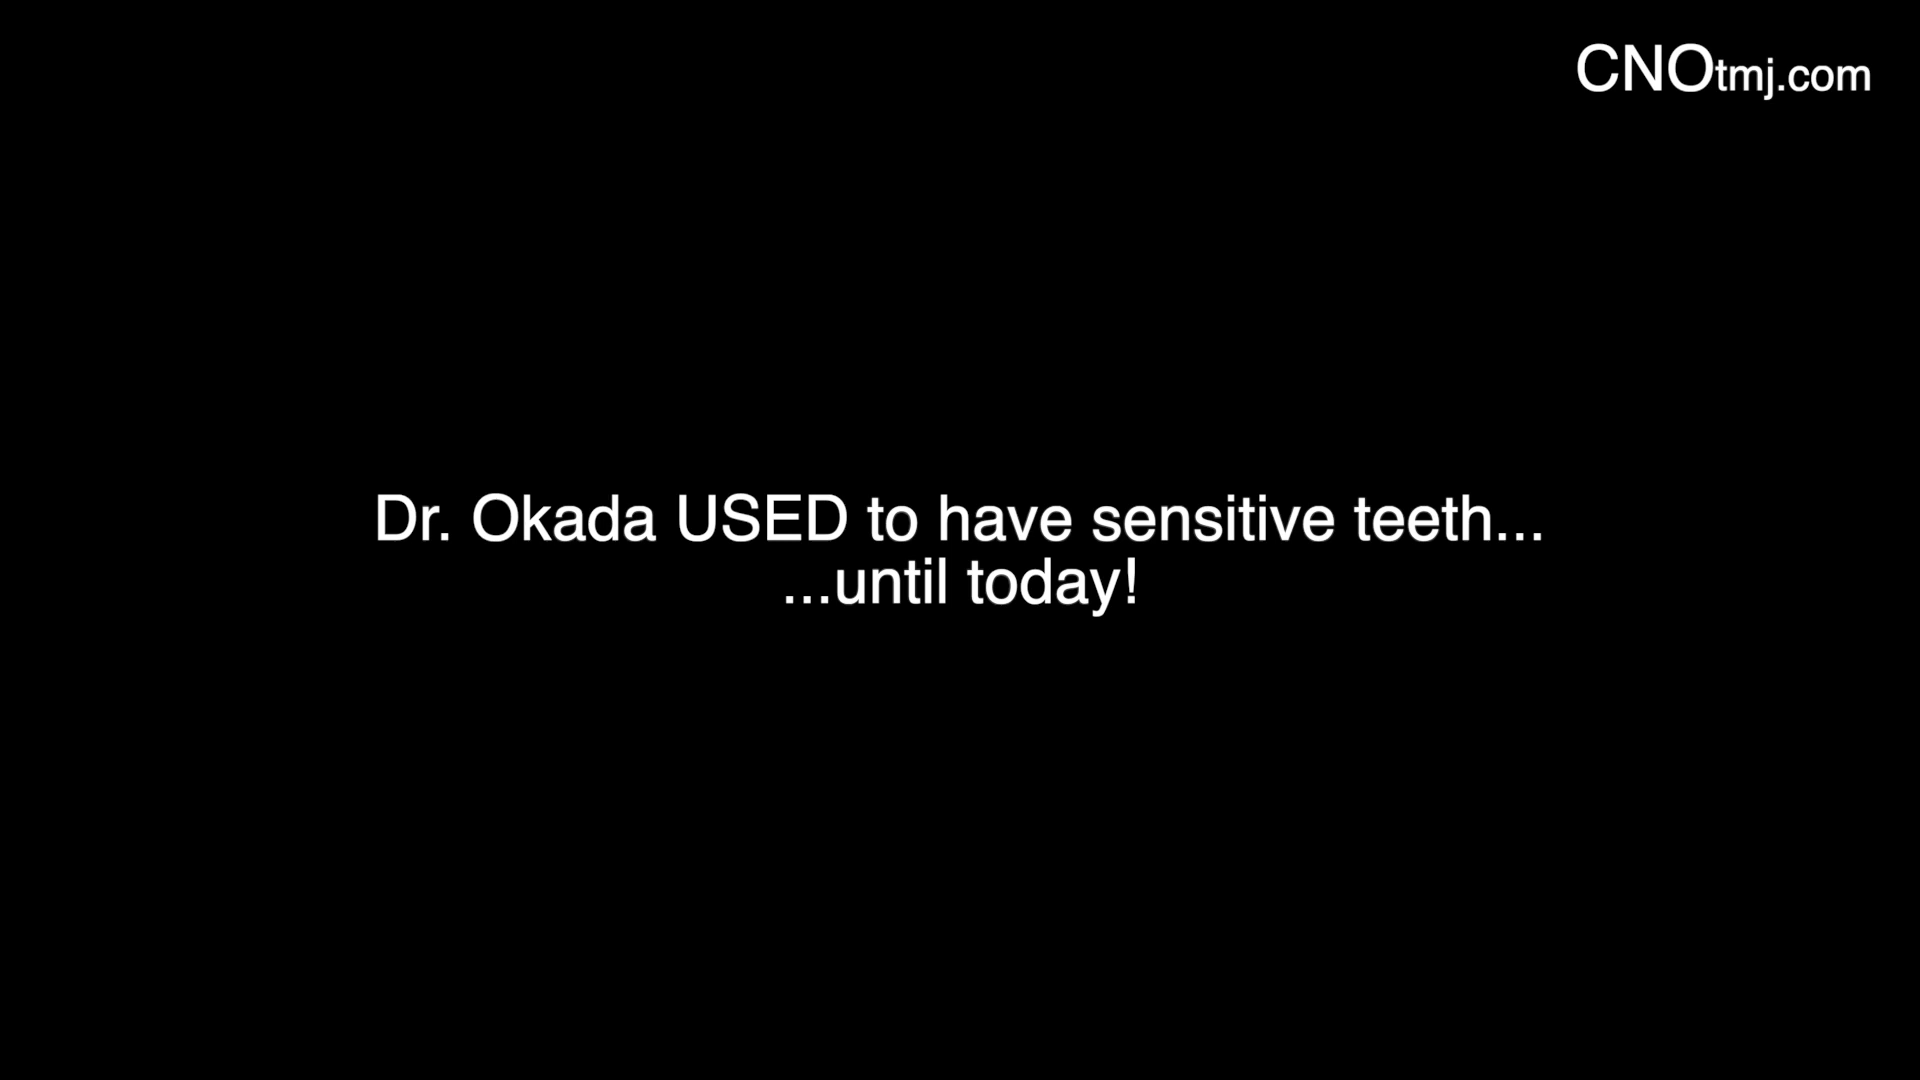 CNOtmj.com
Dr. Okada USED to have sensitive teeth...
...until today!